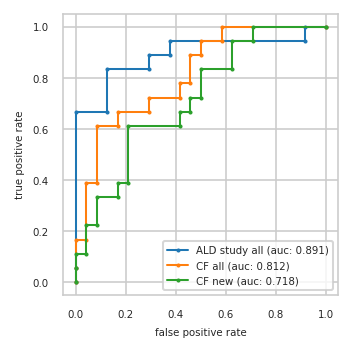 1.0
0.8
0.6
0.4
0.2
0.0
true positive rate
ALD study all (auc: 0.891)
CF all (auc: 0.812)
CF new (auc: 0.718)
0.0 0.2 0.4 0.6 0.8 1.0
false positive rate